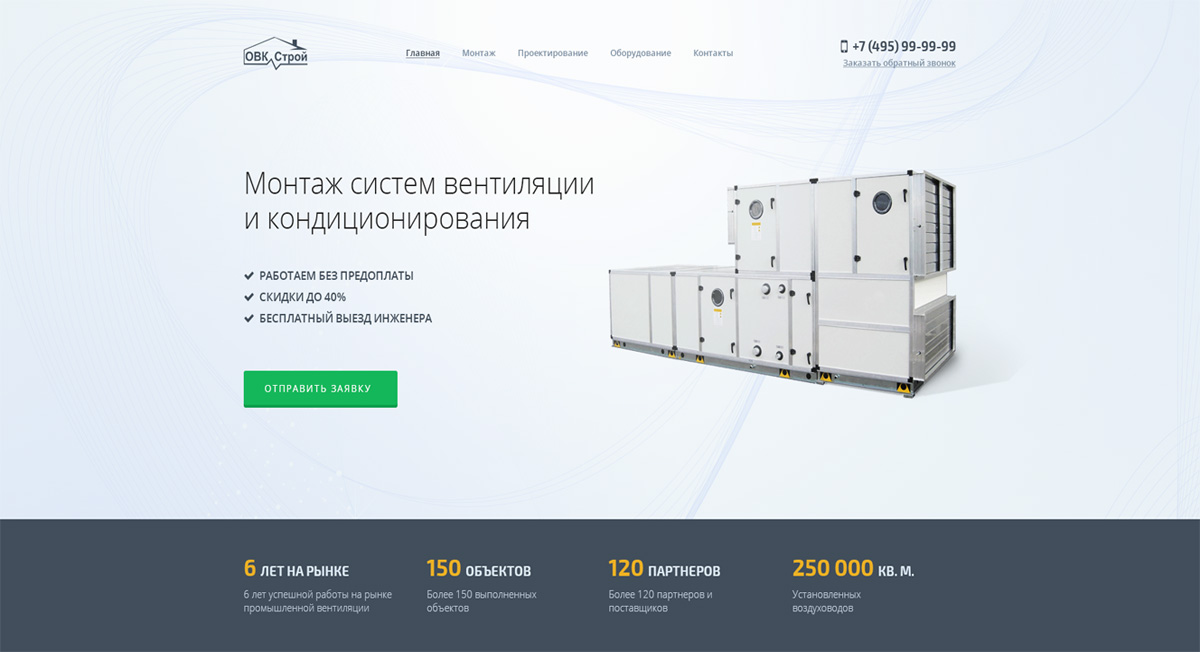 ОВК Строй
Главная
Монтаж
Проектирование
Оборудование
Контакты
+7 (495) 99-99-99
Заказать обратный звонок
Монтаж систем вентиляции
и кондиционирования
РАБОТАЕМ БЕЗ ПРЕДОПЛАТЫ
СКИДКИ ДО 40%
БЕСПЛАТНЫЙ ВЫЕЗД ИНЖЕНЕРА
ОТПРАВИТЬ ЗАЯВКУ
6 ЛЕТ НА РЫНКЕ
6 лет успешной работы на рынке
промышленной вентиляции
150 ОБЪЕКТОВ
Более 150 выполненных
объектов
120 ПАРТНЕРОВ
Более 120 партнеров и
поставщиков
250 000 КВ. М.
Установленных
воздуховодов